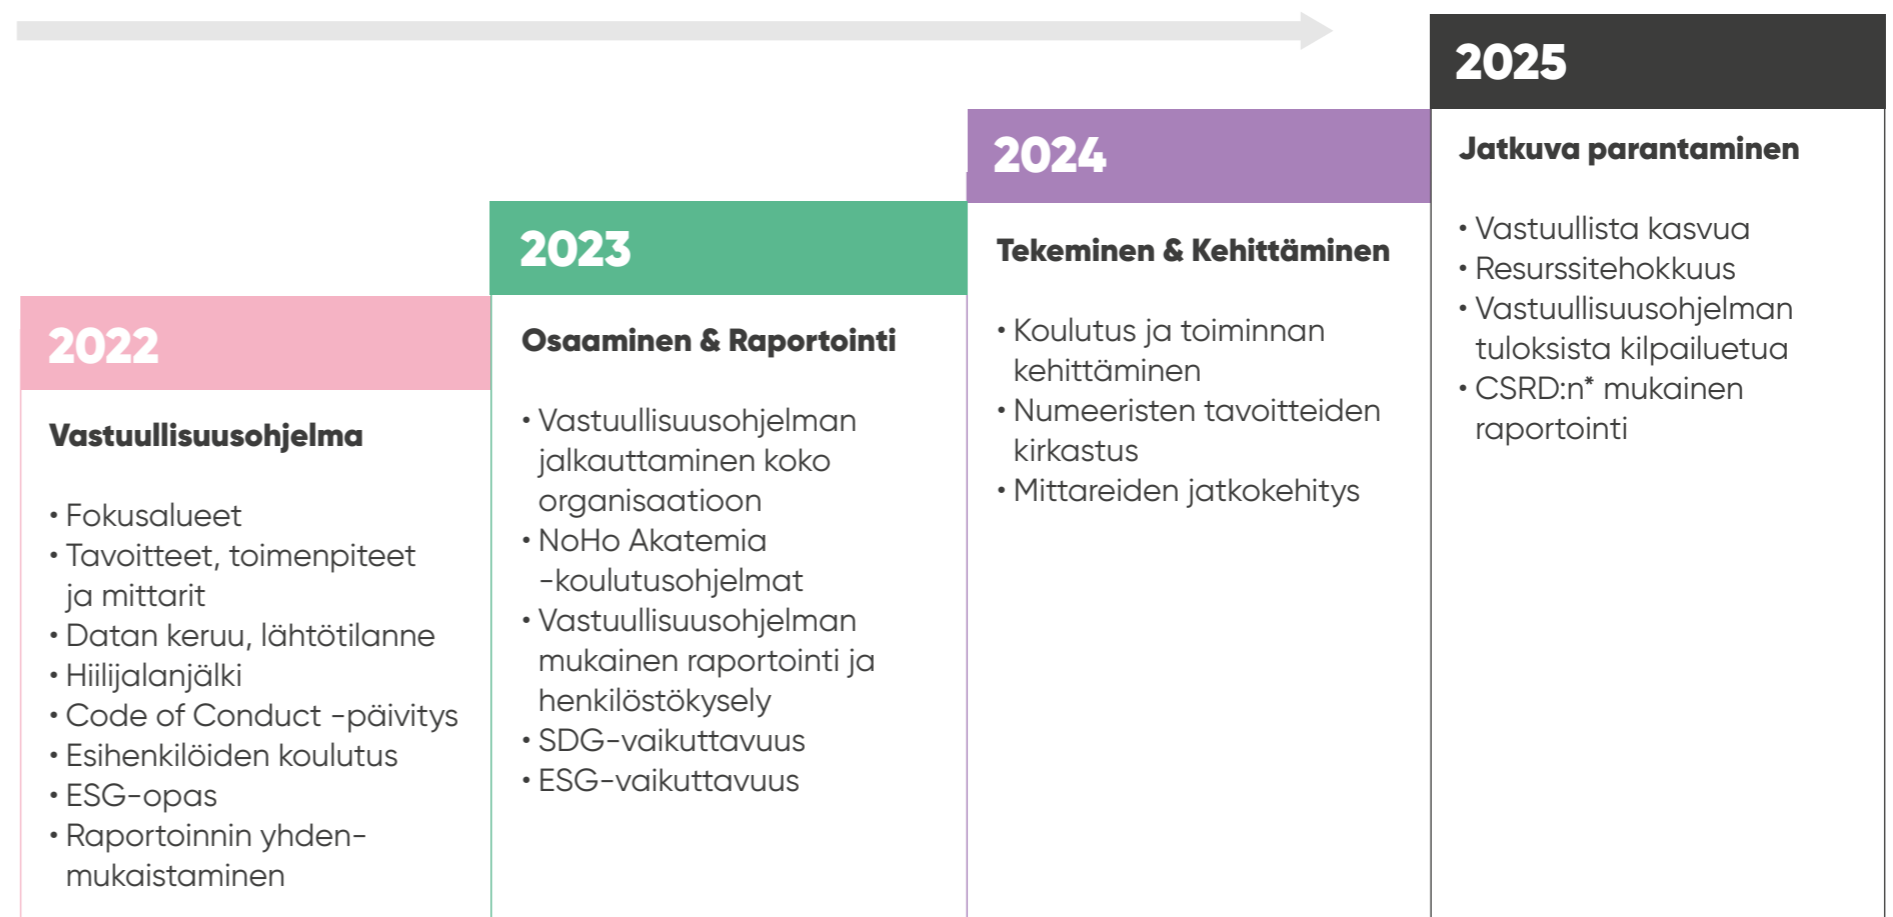 2022
Vastuullisuusohjelma
• Fokusalueet
• Tavoitteet, toimenpiteet
ja mittarit
• Datan keruu, lähtötilanne
• Hiilijalanjälki
• Code of Conduct -päivitys
• Esihenkilöiden koulutus
• ESG-opas
• Raportoinnin yhden-
mukaistaminen
2023
Osaaminen & Raportointi
• Vastuullisuusohjelman
jalkauttaminen koko
organisaatioon
• NoHo Akatemia
-koulutusohjelmat
• Vastuullisuusohjelman
mukainen raportointi ja
henkilöstökysely
• SDG-vaikuttavuus
• ESG-vaikuttavuus
2024
Tekeminen & Kehittäminen
• Koulutus ja toiminnan
kehittäminen
• Numeeristen tavoitteiden
kirkastus
• Mittareiden jatkokehitys
2025
Jatkuva parantaminen
• Vastuullista kasvua
• Resurssitehokkuus
• Vastuullisuusohjelman
tuloksista kilpailuetua
• CSRD:n* mukainen
raportointi